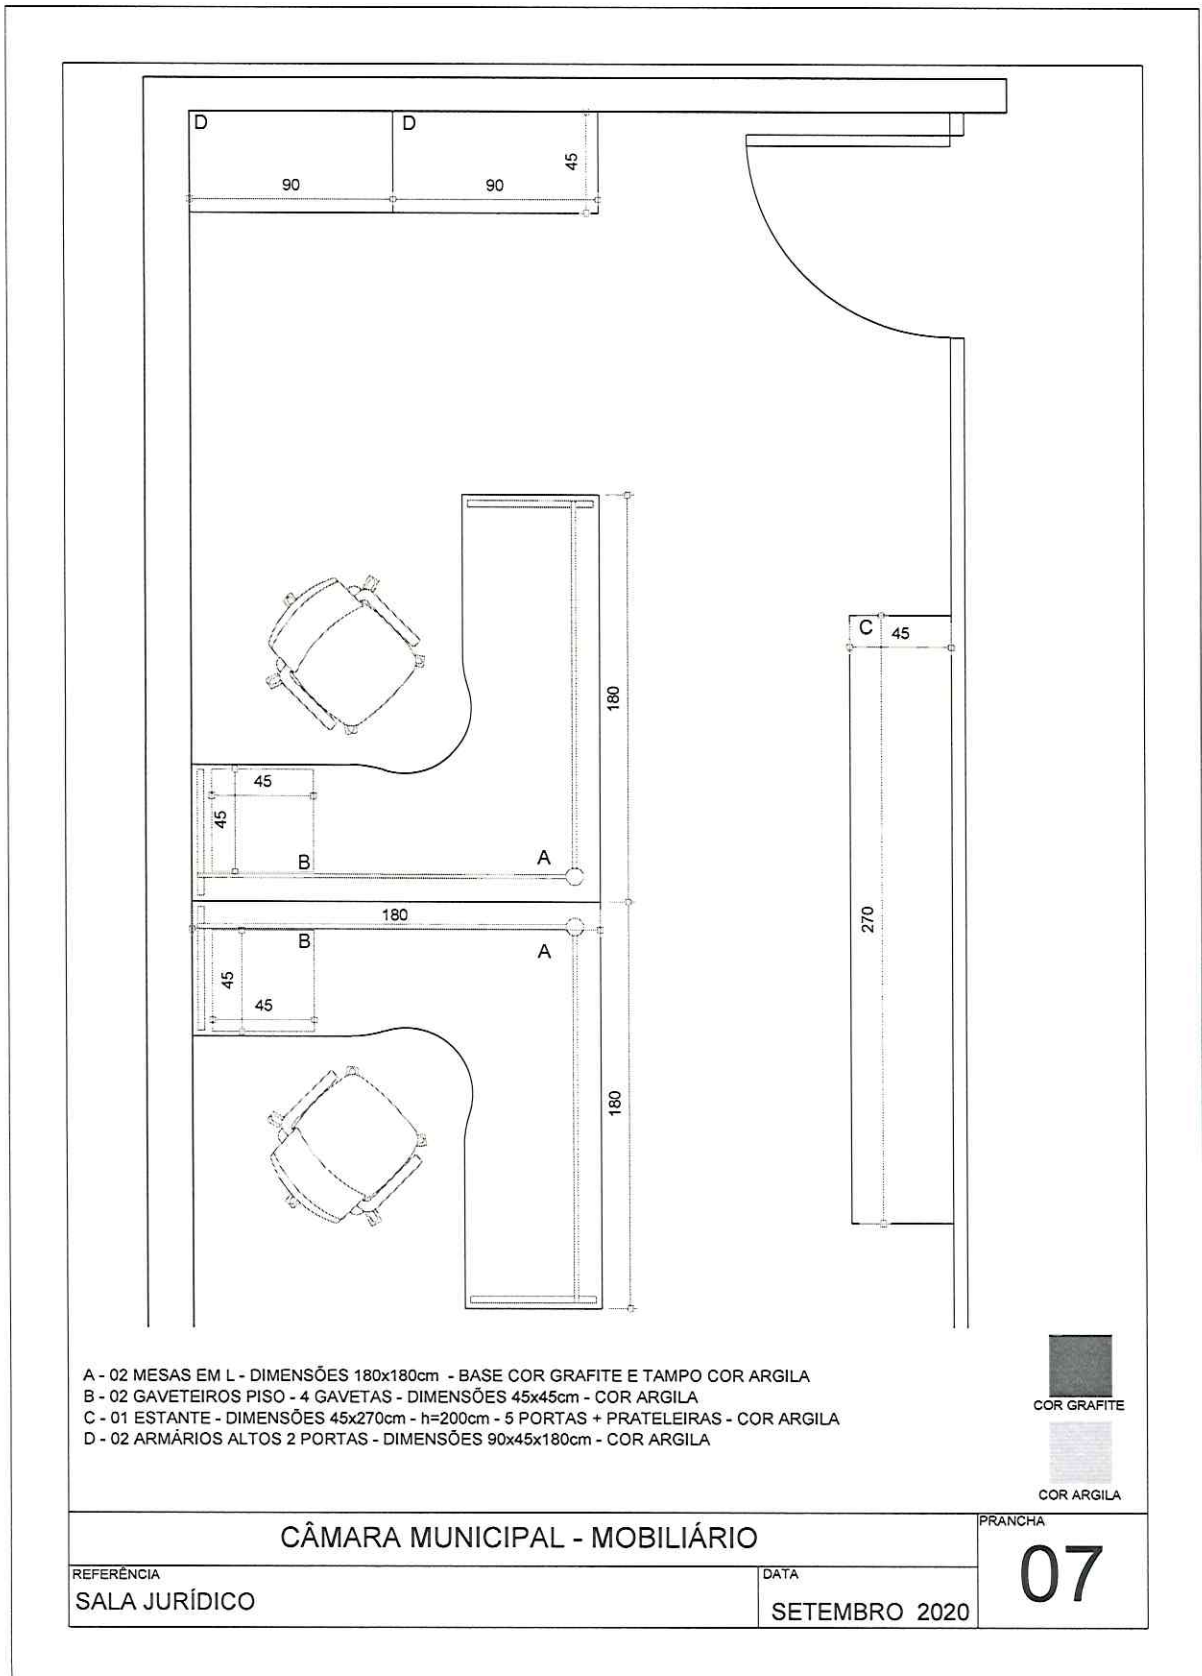 D
D
90
90
45
C
45
180
45
45
B
A
180
270
B
A
45
45
180
A - 02 MESAS EM L - DIMENSÕES 180x180cm - BASE COR GRAFITE E TAMPO COR ARGILA
B - 02 GAVETEIROS PISO - 4 GAVETAS - DIMENSÕES 45x45cm - COR ARGILA
C - 01 ESTANTE - DIMENSÕES 45x270cm - h=200cm - 5 PORTAS + PRATELEIRAS - COR ARGILA
D - 02 ARMÁRIOS ALTOS 2 PORTAS - DIMENSÕES 90x45x180cm - COR ARGILA
COR GRAFITE
COR ARGILA
CÂMARA MUNICIPAL - MOBILIÁRIO
PRANCHA
07
REFERÊNCIA
SALA JURÍDICO
DATA
SETEMBRO 2020